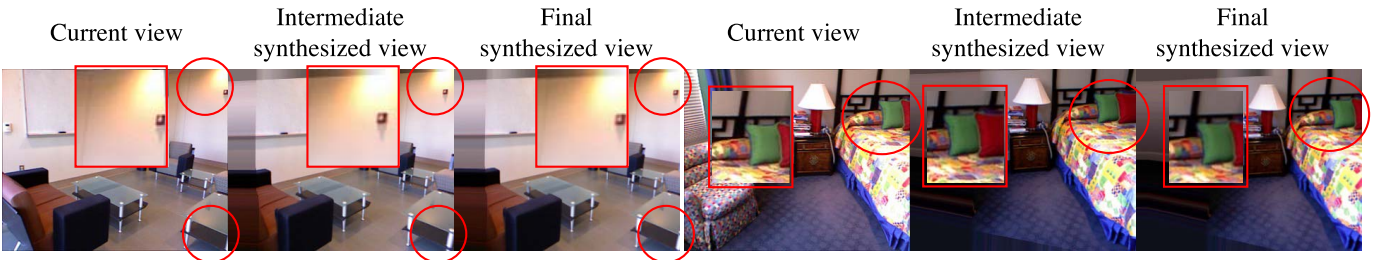 Current view
Intermediate
synthesized view
Final
synthesized view
Current view
Intermediate
synthesized view
Final
synthesized view